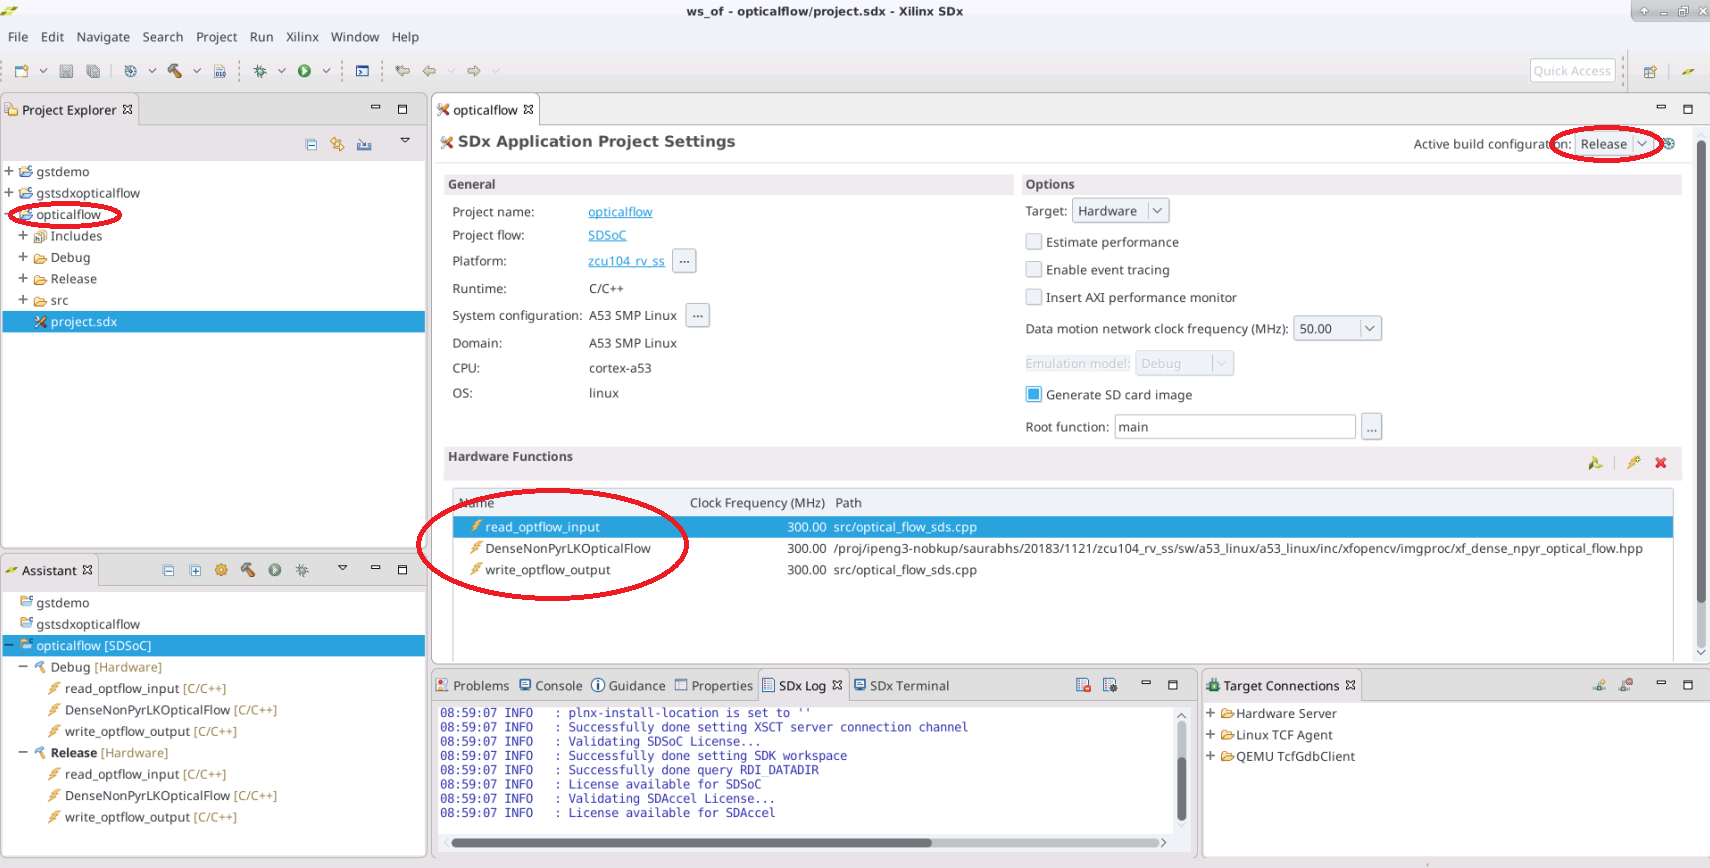 ws_of - opticalflow/project.sdx - Xilinx SDx
File Edit Navigate Search Project Run Xilinx Window Help
Quick Access
Project Explorer
gstdemo
gstsdxopticalflow
opticalflow
Includes
Debug
Release
src
project.sdx
Assistant
gstdemo
gstsdxopticalflow
opticalflow [SDSoC]
Debug [Hardware]
read_optflow_input [C/C++]
DenseNonPyrLKOpticalFlow [C/C++]
write_optflow_output [C/C++]
Release [Hardware]
read_optflow_input [C/C++]
DenseNonPyrLKOpticalFlow [C/C++]
write_optflow_output [C/C++]
opticalflow
SDx Application Project Settings
Active build configuration: Release
General
Project name: opticalflow
Project flow: SDSoC
Platform: zcu104_rv_ss ...
Runtime: C/C++
System configuration: A53 SMP Linux ...
Domain: A53 SMP Linux
CPU: cortex-a53
OS: linux
Options
Target: Hardware
Estimate performance
Enable event tracing
Insert AXI performance monitor
Data motion network clock frequency (MHz): 50.00
Emulation model: Debug
Generate SD card image
Root function: main ...
Hardware Functions
Name Clock Frequency (MHz) Path
read_optflow_input 300.00 src/optical_flow_sds.cpp
DenseNonPyrLKOpticalFlow 300.00 /proj/ipeng3-nobkup/saurabhs/20183/1121/zcu104_rv_ss/sw/a53_linux/a53_linux/inc/xfopencv/imgproc/xf_dense_npyr_optical_flow.hpp
write_optflow_output 300.00 src/optical_flow_sds.cpp
Problems Console Guidance Properties SDx Log SDx Terminal
08:59:07 INFO : plnx-install-location is set to ''
08:59:07 INFO : Successfully done setting XSCT server connection channel
08:59:07 INFO : Validating SDSoC License...
08:59:07 INFO : Successfully done setting SDK workspace
08:59:07 INFO : Successfully done query RDI_DATADIR
08:59:07 INFO : License available for SDSoC
08:59:07 INFO : Validating SDAccel License...
08:59:07 INFO : License available for SDAccel
Target Connections
Hardware Server
Linux TCF Agent
QEMU TcfGdbClient